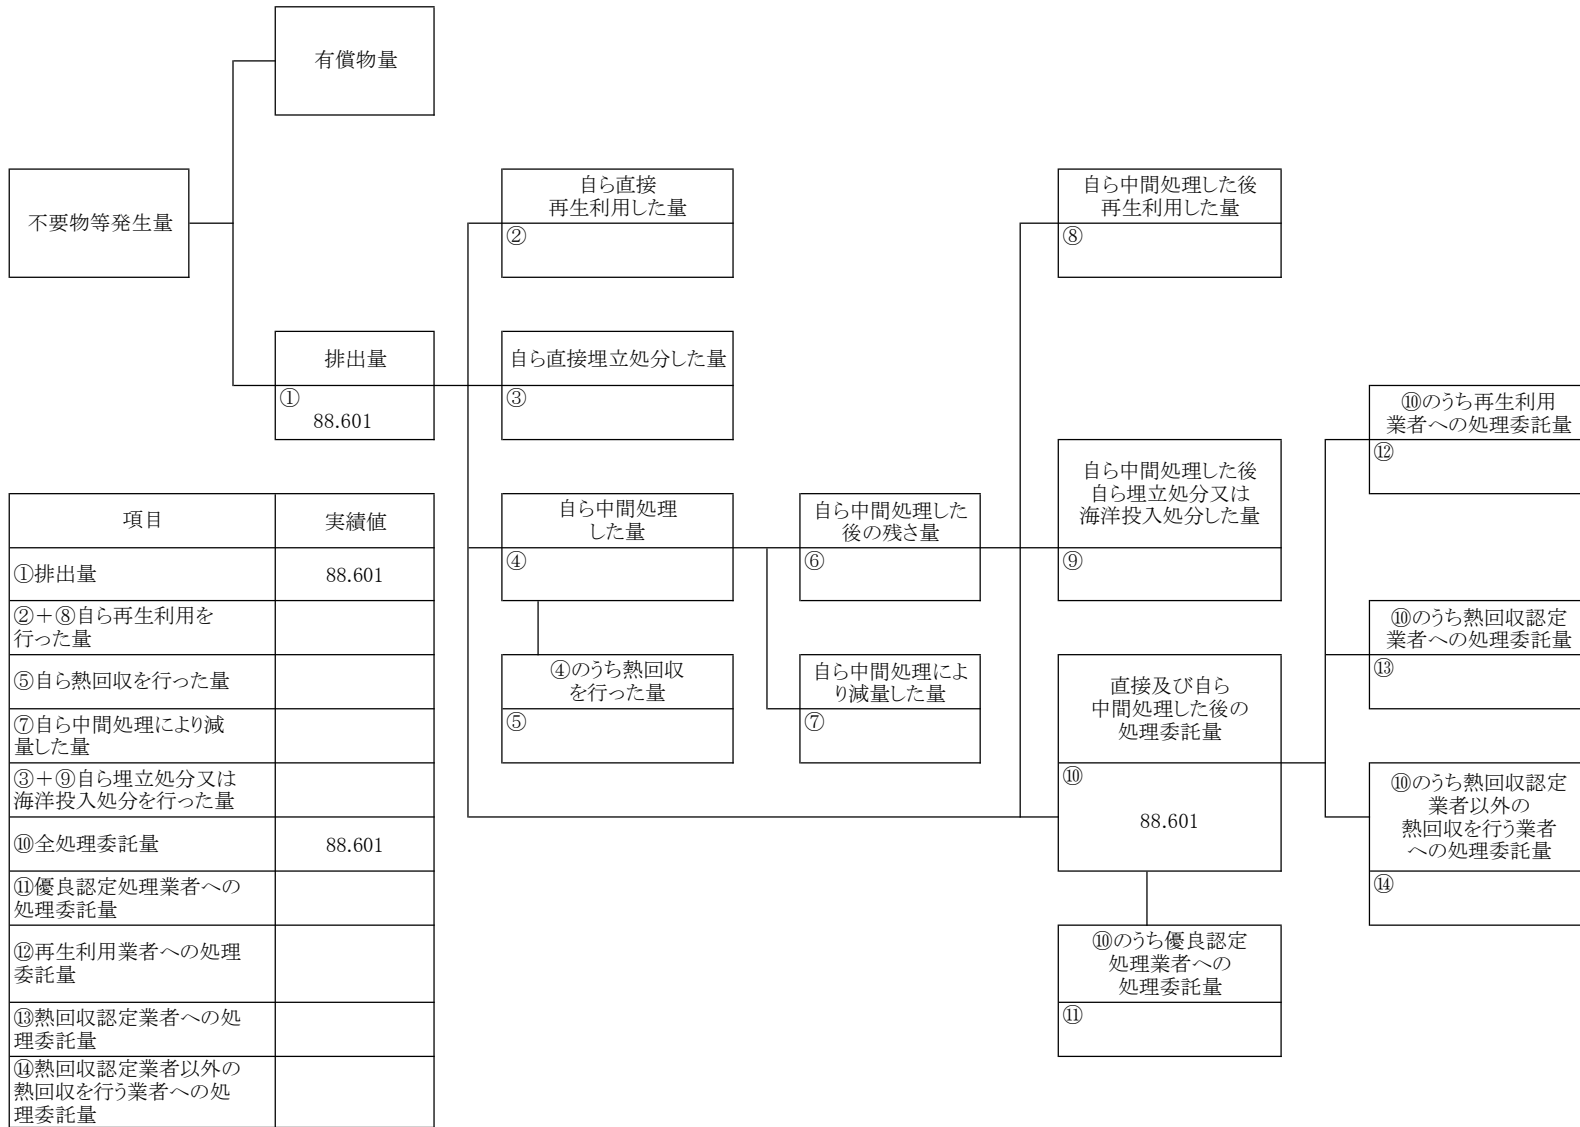 有償物量
不要物等発生量
自ら直接
再生利用した量
②
自ら中間処理した後
再生利用した量
⑧
排出量
①
88.601
自ら直接埋立処分した量
③
⑩のうち再生利用
業者への処理委託量
⑫
自ら中間処理
した量
④
自ら中間処理した
後の残さ量
⑥
自ら中間処理した後
自ら埋立処分又は
海洋投入処分した量
⑨
④のうち熱回収
を行った量
⑤
自ら中間処理によ
り減量した量
⑦
直接及び自ら
中間処理した後の
処理委託量
⑩
88.601
⑩のうち熱回収認定
業者への処理委託量
⑬
⑩のうち熱回収認定
業者以外の
熱回収を行う業者
への処理委託量
⑭
⑩のうち優良認定
処理業者への
処理委託量
⑪
項目 実績値
①排出量 88.601
②＋⑧自ら再生利用を
行った量
⑤自ら熱回収を行った量
⑦自ら中間処理により減
量した量
③＋⑨自ら埋立処分又は
海洋投入処分を行った量
⑩全処理委託量 88.601
⑪優良認定処理業者への
処理委託量
⑫再生利用業者への処理
委託量
⑬熱回収認定業者への処
理委託量
⑭熱回収認定業者以外の
熱回収を行う業者への処
理委託量